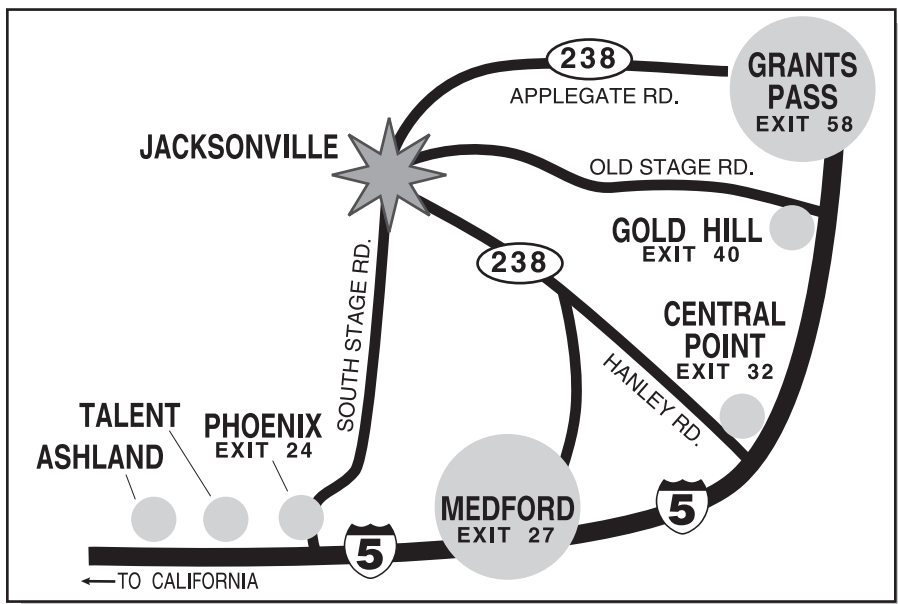 238
APPLEGATE RD.
GRANTS
PASS
EXIT 58
JACKSONVILLE
OLD STAGE RD.
GOLD HILL
EXIT 40
238
SOUTH STAGE RD.
CENTRAL
POINT
EXIT 32
HANLEY RD.
TALENT
ASHLAND
PHOENIX
EXIT 24
MEDFORD
EXIT 27
5
5
TO CALIFORNIA